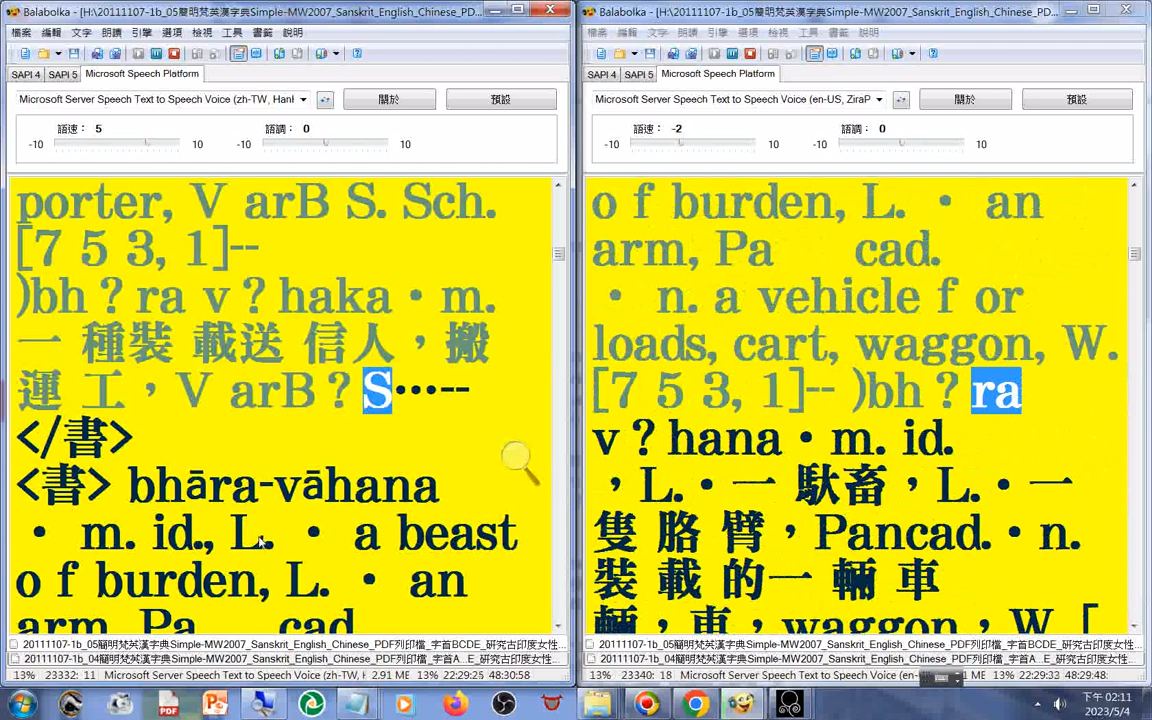 Balabolka - [H:\20111107-1b_05簡明梵英漢字典Simple-MW2007_Sanskrit_English_Chinese_PD...
檔案 編輯 文字 朗讀 引擎 選項 檢視 工具 書籤 說明
SAPI 4 SAPI 5 Microsoft Speech Platform
Microsoft Server Speech Text to Speech Voice (zh-TW, HanH
關於
預設
語速: 5
語調: 0
-10 10 -10 10
porter, V arB S. Sch.
[7 5 3, 1]--
)bh？ra v？haka・m.
一 種裝 載送 信人，搬
運 工，V arB？S…--
</書>
<書> bhāra-vāhana
・ m. id., L. ・ a beast
o f burden, L. ・ an
arm, Pa cad.
20111107-1b_05簡明梵英漢字典Simple-MW2007_Sanskrit_English_Chinese_PDF列印檔_字首BCDE_研究古印度女性...
20111107-1b_04簡明梵英漢字典Simple-MW2007_Sanskrit_English_Chinese_PDF列印檔_字首A...E_研究古印度女性...
13% 23332: 11 Microsoft Server Speech Text to Speech Voice (zh-TW, H 2.91 ME 13% 22:29:25 48:30:58
Balabolka - [H:\20111107-1b_05簡明梵英漢字典Simple-MW2007_Sanskrit_English_Chinese_PD...
檔案 編輯 文字 朗讀 引擎 選項 檢視 工具 書籤 說明
SAPI 4 SAPI 5 Microsoft Speech Platform
Microsoft Server Speech Text to Speech Voice (en-US, ZiraP
關於
預設
語速: -2
語調: 0
-10 10 -10 10
o f burden, L. ・ an
arm, Pa cad.
・ n. a vehicle f or
loads, cart, waggon, W.
[7 5 3, 1]-- )bh？ra
v？hana・m. id.
，L.・一 馱畜，L.・一
隻 胳 臂，Pancad.・n.
裝 載 的一 輛 車
輛，車，waggon，W「
20111107-1b_05簡明梵英漢字典Simple-MW2007_Sanskrit_English_Chinese_PDF列印檔_字首BCDE_研究古印度女性...
20111107-1b_04簡明梵英漢字典Simple-MW2007_Sanskrit_English_Chinese_PDF列印檔_字首A...E_研究古印度女性...
13% 23340: 18 Microsoft Server Speech Text to Speech Voice (en-U ME 13% 22:29:33 48:29:48:
PDF
下午 02:11
2023/5/4